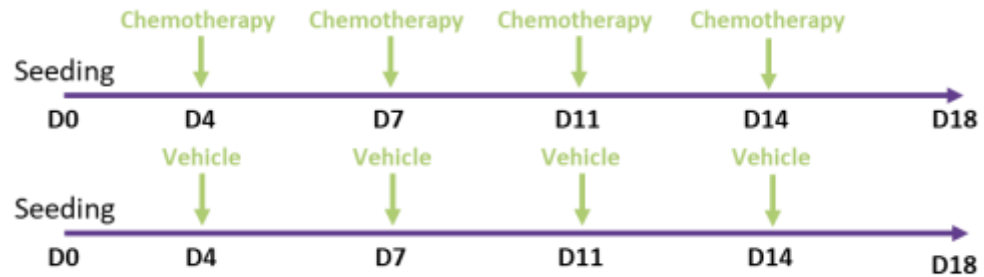 Chemotherapy Chemotherapy Chemotherapy Chemotherapy
Seeding
D0 D4 D7 D11 D14 D18
Vehicle Vehicle Vehicle Vehicle
Seeding
D0 D4 D7 D11 D14 D18